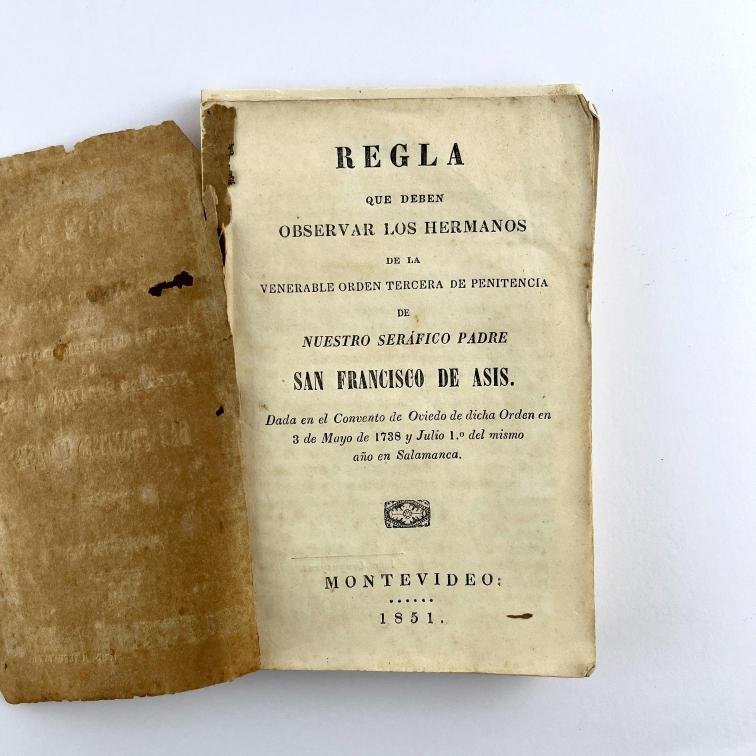 REGLA
QUE DEBEN
OBSERVAR LOS HERMANOS
DE LA
VENERABLE ORDEN TERCERA DE PENITENCIA
DE
NUESTRO SERÁFICO PADRE
SAN FRANCISCO DE ASIS.
Dada en el Convento de Oviedo de dicha Orden en
3 de Mayo de 1738 y Julio 1.º del mismo
año en Salamanca.
MONTEVIDEO:
1851.